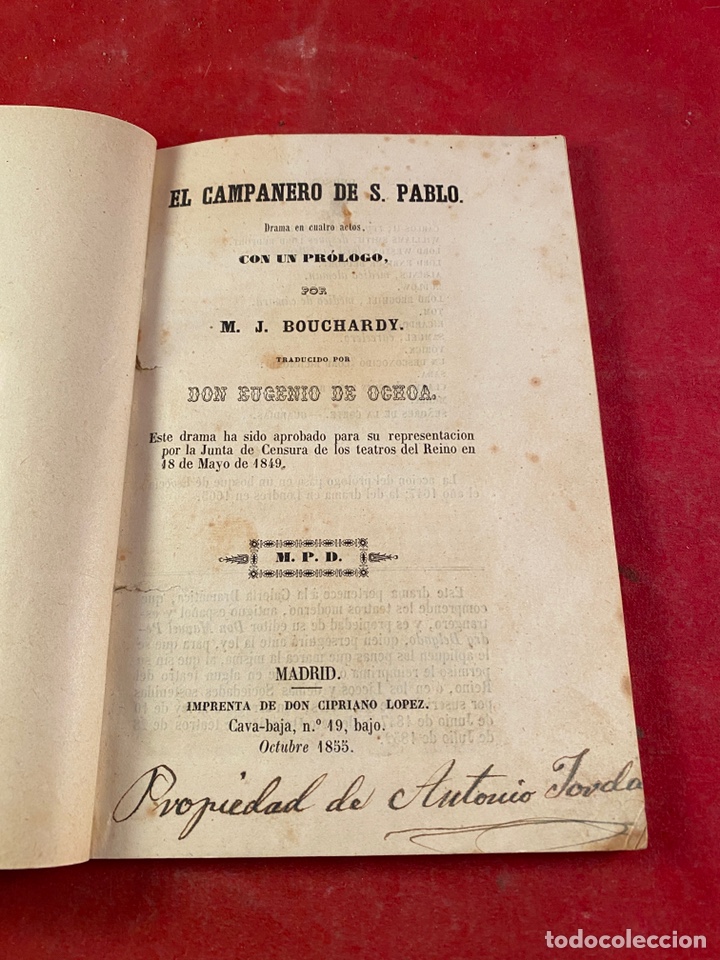 EL CAMPANERO DE S. PABLO.
Drama en cuatro actos,
CON UN PRÓLOGO,
POR
M. J. BOUCHARDY.
TRADUCIDO POR
DON EUGENIO DE OCHOA.
Este drama ha sido aprobado para su representacion
por la Junta de Censura de los teatros del Reino en
18 de Mayo de 1849.
M. P. D.
MADRID.
IMPRENTA DE DON CIPRIANO LOPEZ.
Cava-baja, n.º 19, bajo.
Octubre 1855.
Propiedad de Antonio Jorda
todocoleccion
todocoleccion.net